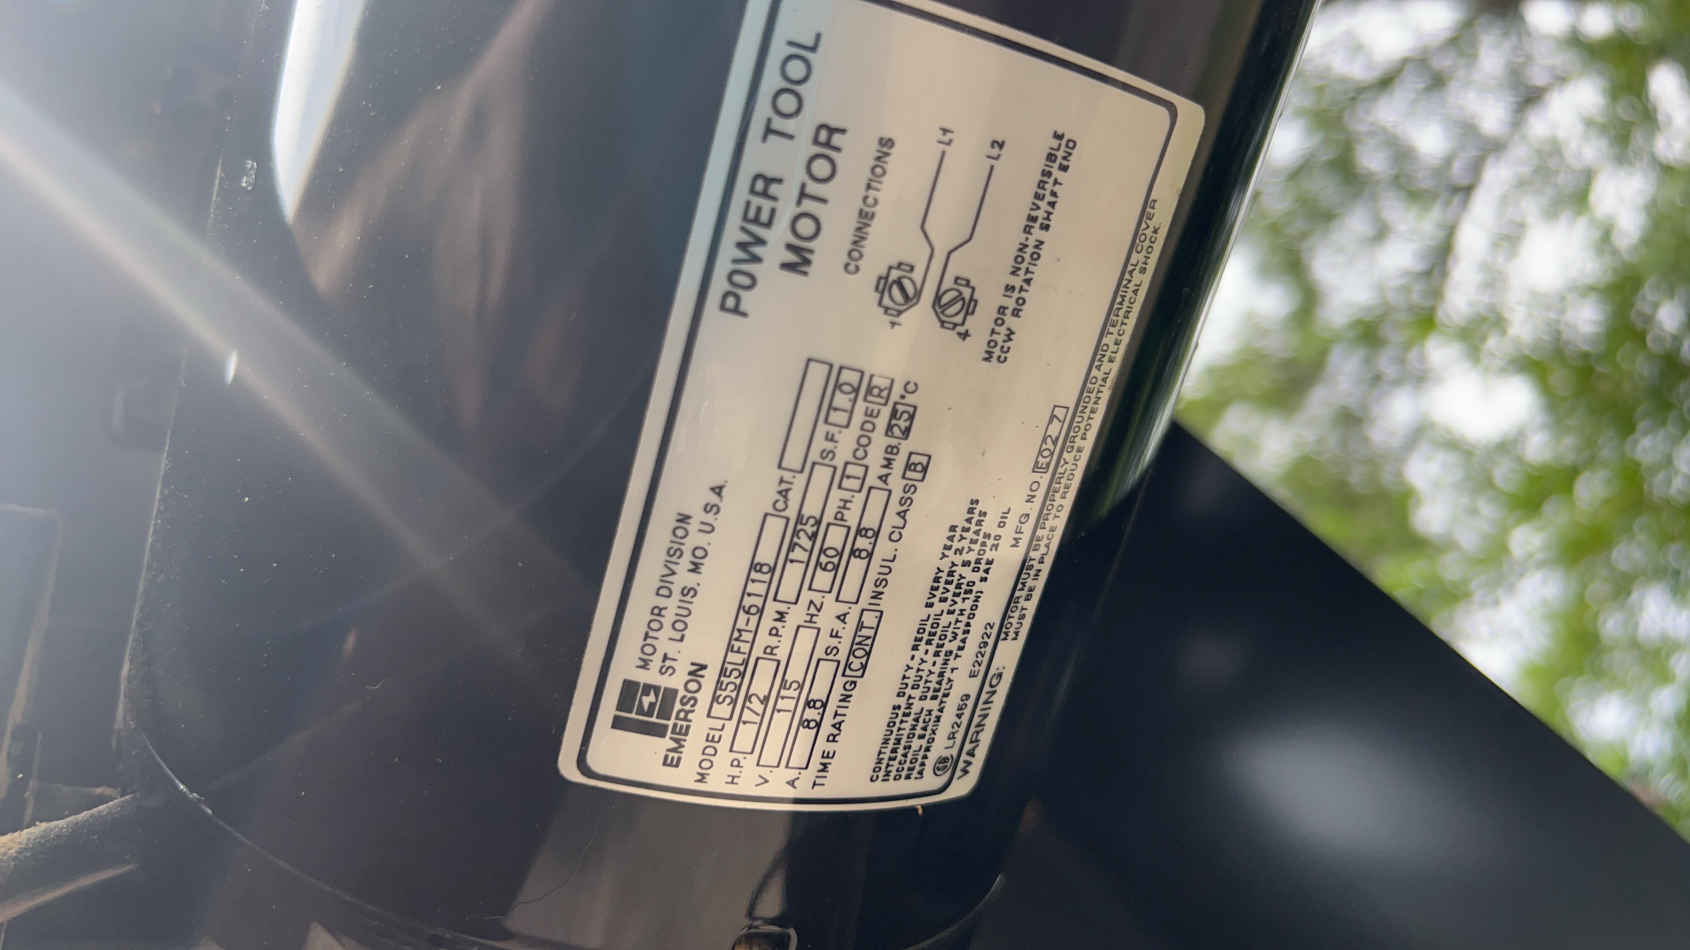 EMERSON
MOTOR DIVISION
ST. LOUIS. MO. U.S.A.
POWER TOOL
MOTOR
MODEL S55LFM-6118 CAT.
H.P. 1/2 R.P.M. 1725 S.F. 1.0
V. 115 HZ. 60 PH. 1 CODE R
A. 8.8 S.F.A. 8.8 AMB. 25 °C
TIME RATING CONT. INSUL. CLASS B
CONNECTIONS
1 L1
4 L2
MOTOR IS NON-REVERSIBLE
CCW ROTATION SHAFT END
CONTINUOUS DUTY - REOIL EVERY YEAR
INTERMITTENT DUTY - REOIL EVERY 2 YEARS
OCCASIONAL DUTY - REOIL EVERY 5 YEARS
REOIL EACH BEARING WITH 150 DROPS
(APPROXIMATELY 1 TEASPOON) SAE 20 OIL
LR2459 E22922 MFG. NO. E02 7
WARNING: MOTOR MUST BE PROPERLY GROUNDED AND TERMINAL COVER
MUST BE IN PLACE TO REDUCE POTENTIAL ELECTRICAL SHOCK.